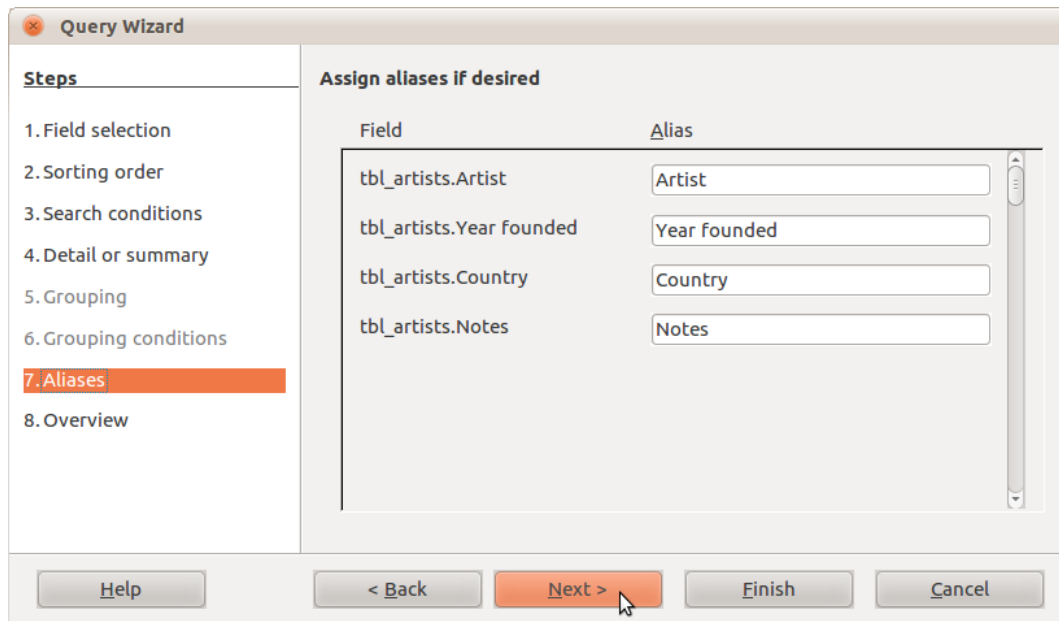 Query Wizard
Steps
1. Field selection
2. Sorting order
3. Search conditions
4. Detail or summary
5. Grouping
6. Grouping conditions
7. Aliases
8. Overview
Assign aliases if desired
Field Alias
tbl_artists.Artist Artist
tbl_artists.Year founded Year founded
tbl_artists.Country Country
tbl_artists.Notes Notes
Help < Back Next > Finish Cancel